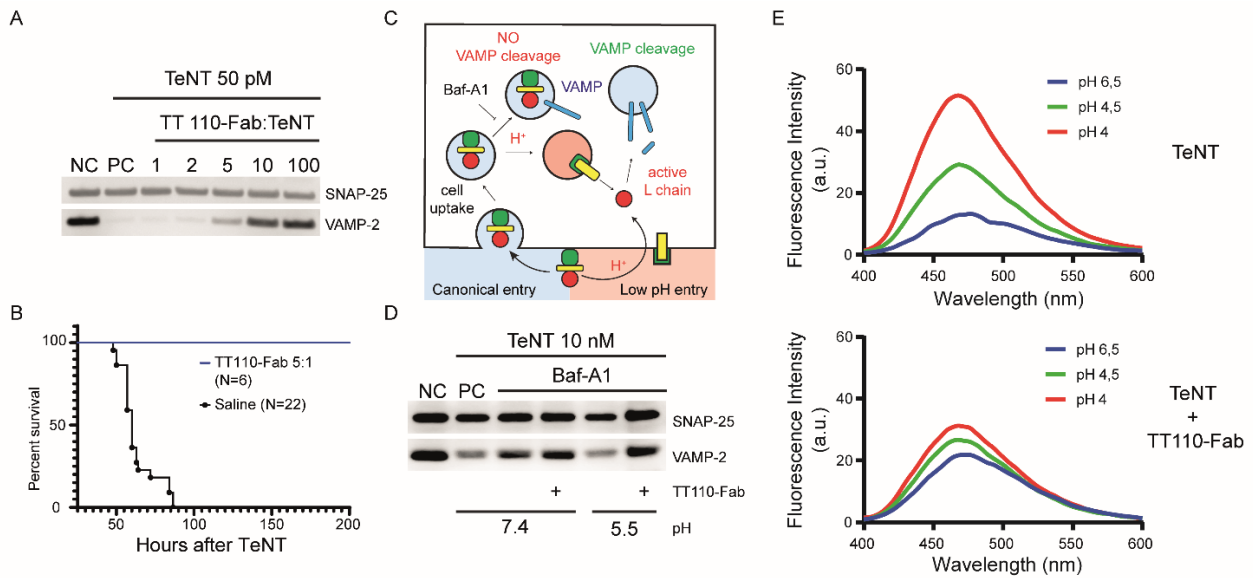 A
TeNT 50 pM
TT 110-Fab:TeNT
NC PC 1 2 5 10 100
SNAP-25
VAMP-2
B
100
50
0
Percent survival
TT110-Fab 5:1
(N=6)
Saline (N=22)
50 100 150 200
Hours after TeNT
C
NO
VAMP cleavage
VAMP cleavage
Baf-A1
VAMP
H+
cell
uptake
active
L chain
H+
Canonical entry
Low pH entry
D
TeNT 10 nM
Baf-A1
NC PC
SNAP-25
VAMP-2
+ + TT110-Fab
7.4 5.5 pH
E
60
40
20
0
Fluorescence Intensity
(a.u.)
pH 6,5
pH 4,5
pH 4
TeNT
400 450 500 550 600
Wavelength (nm)
60
40
20
0
Fluorescence Intensity
(a.u.)
pH 6,5
pH 4,5
pH 4
TeNT
+
TT110-Fab
400 450 500 550 600
Wavelength (nm)